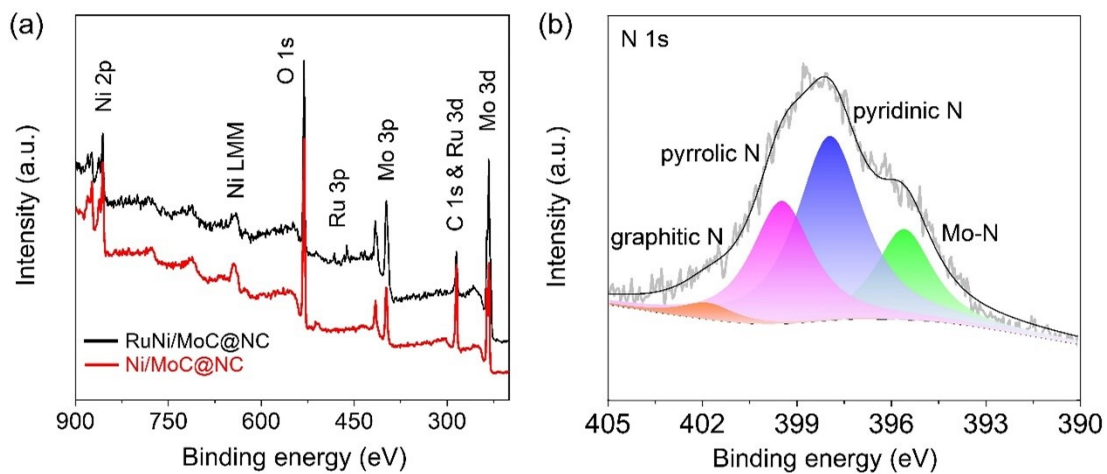 (a)
Intensity (a.u.)
Ni 2p
Ni LMM
O 1s
Ru 3p
Mo 3p
C 1s & Ru 3d
Mo 3d
RuNi/MoC@NC
Ni/MoC@NC
900 750 600 450 300
Binding energy (eV)
(b)
Intensity (a.u.)
N 1s
pyridinic N
pyrrolic N
graphitic N
Mo-N
405 402 399 396 393 390
Binding energy (eV)